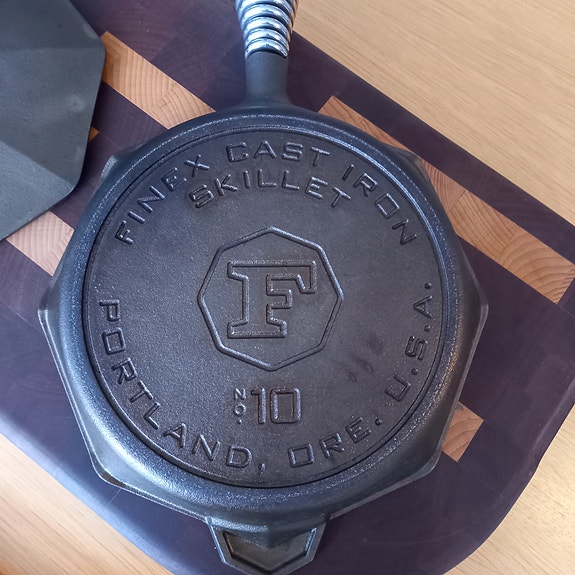 FINEX CAST IRON
SKILLET
F
NO. 10
PORTLAND, ORE. U.S.A.